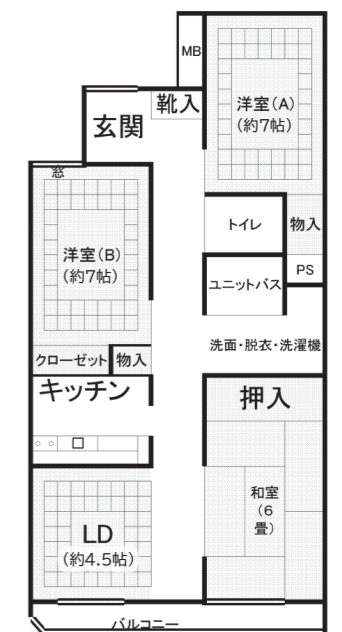 MB
靴入
玄関
洋室(A)
(約7帖)
窓
洋室(B)
(約7帖)
トイレ
物入
PS
ユニットバス
洗面・脱衣・洗濯機
クローゼット
物入
キッチン
押入
和室
(6
畳)
LD
(約4.5帖)
バルコニー